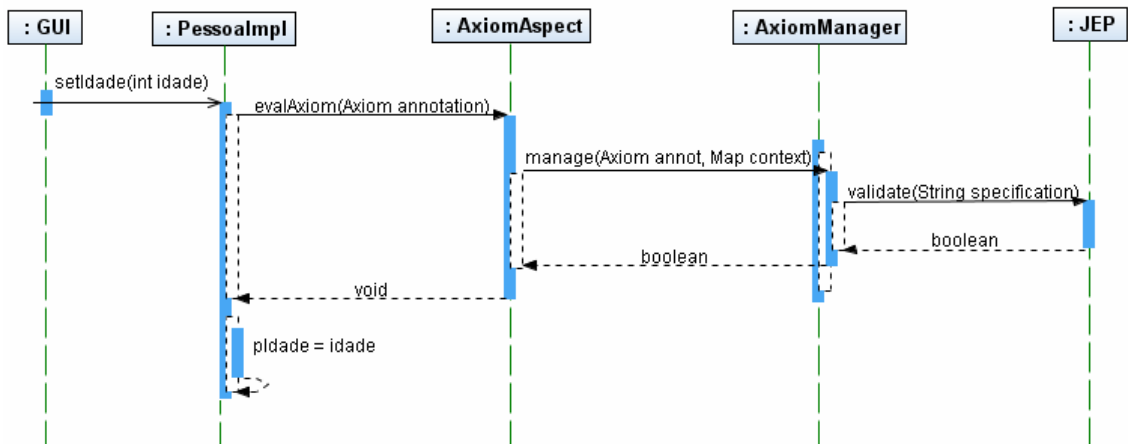 : GUI
: PessoaImpl
: AxiomAspect
: AxiomManager
: JEP
setIdade(int idade)
evalAxiom(Axiom annotation)
manage(Axiom annot, Map context)
validate(String specification)
boolean
boolean
void
pIdade = idade